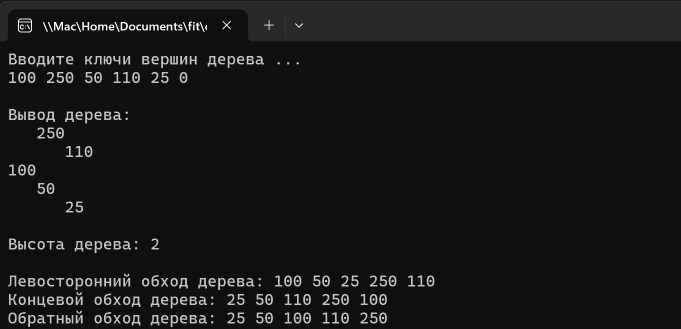 \\Mac\Home\Documents\fit\
Вводите ключи вершин дерева ...
100 250 50 110 25 0
Вывод дерева:
250
110
100
50
25
Высота дерева: 2
Левосторонний обход дерева: 100 50 25 250 110
Концевой обход дерева: 25 50 110 250 100
Обратный обход дерева: 25 50 100 110 250